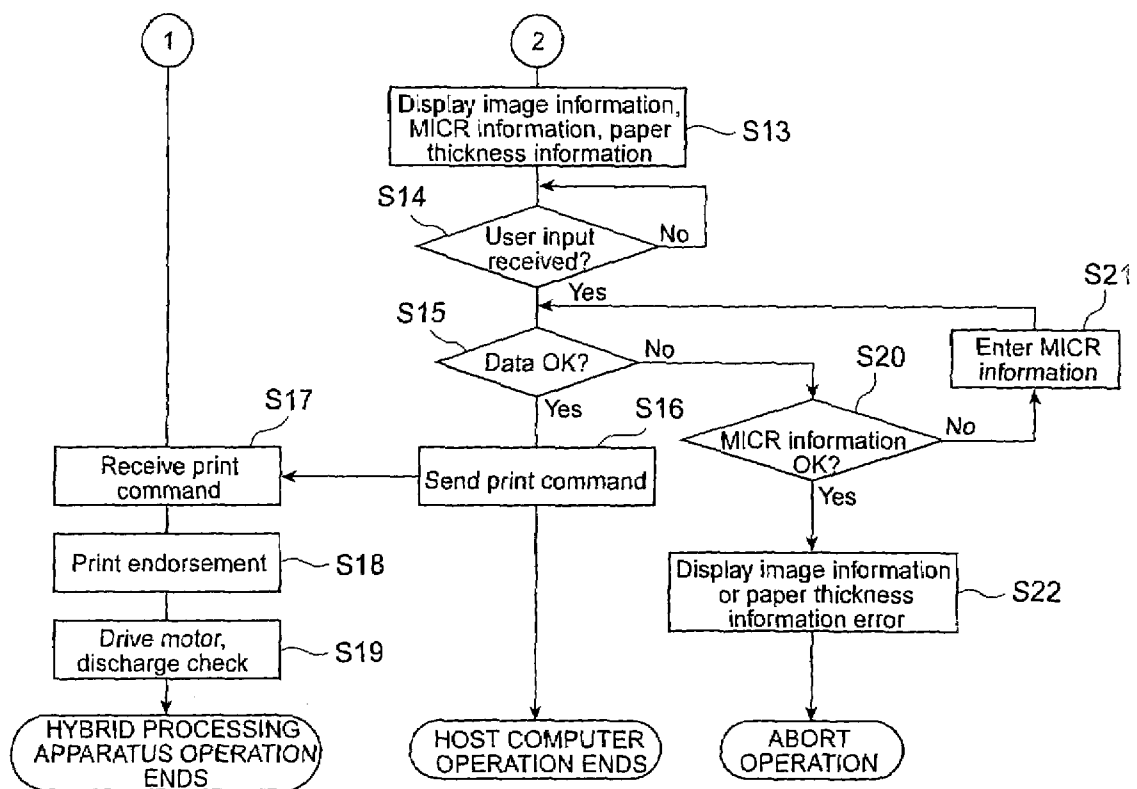 1
2
Display image information,
MICR information, paper
thickness information
S13
S14
User input
received?
No
Yes
S15
Data OK?
No
Yes
S21
Enter MICR
information
S20
MICR information
OK?
No
Yes
S17
Receive print
command
S16
Send print command
Print endorsement
S18
Display image information
or paper thickness
information error
S22
Drive motor,
discharge check
S19
HYBRID PROCESSING
APPARATUS OPERATION
ENDS
HOST COMPUTER
OPERATION ENDS
ABORT
OPERATION